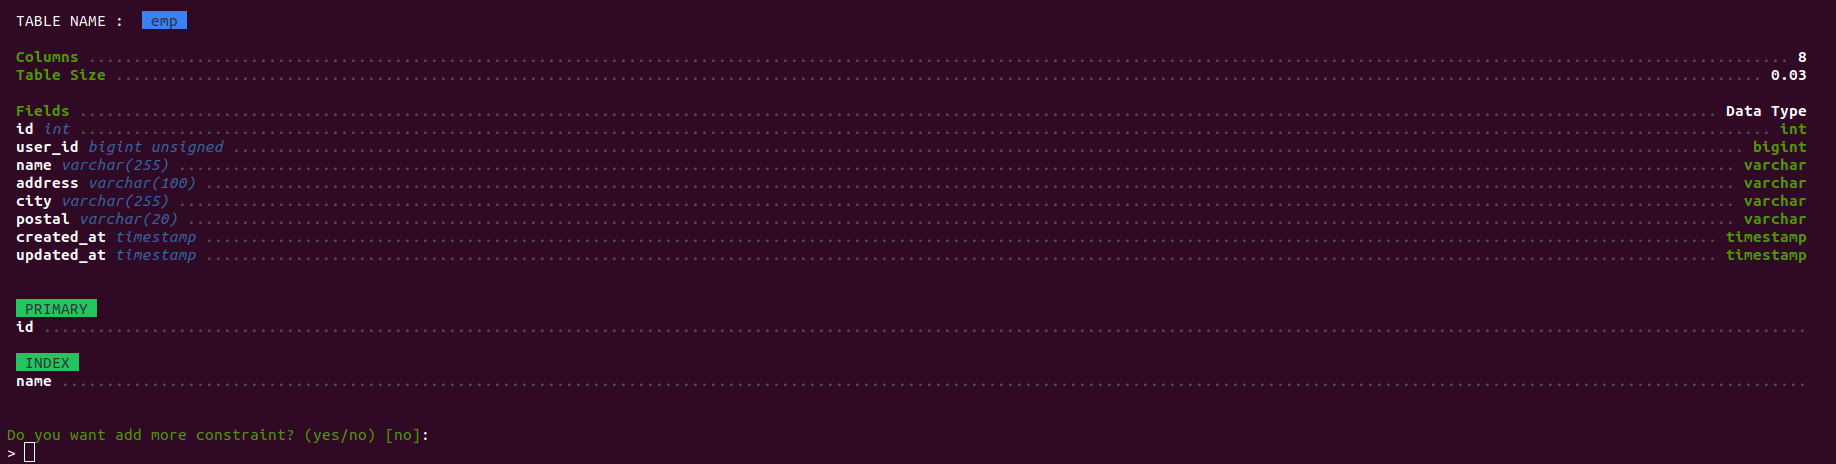 TABLE NAME : emp
Columns ........ 8
Table Size ........ 0.03
Fields ........ Data Type
id int ........ int
user_id bigint unsigned ........ bigint
name varchar(255) ........ varchar
address varchar(100) ........ varchar
city varchar(255) ........ varchar
postal varchar(20) ........ varchar
created_at timestamp ........ timestamp
updated_at timestamp ........ timestamp
PRIMARY
id ........
INDEX
name ........
Do you want add more constraint? (yes/no) [no]:
>